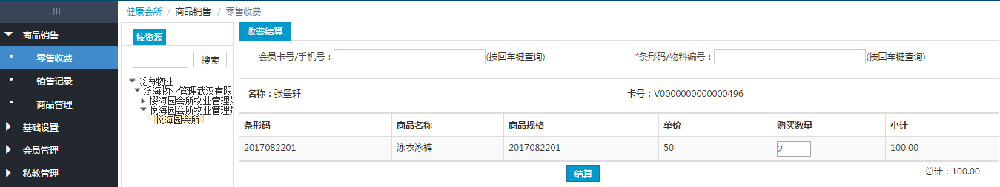 健康会所 / 商品销售 / 零售收费
商品销售
零售收费
销售记录
商品管理
基础设置
会员管理
私教管理
按资源
搜索
泛海物业
泛海物业管理武汉有限
樱海园会所物业管理
悦海园会所物业管理
悦海园会所
收费结算
会员卡号/手机号：(按回车键查询)
*条形码/物料编号：(按回车键查询)
名称：张墨轩
卡号：V0000000000000496
条形码 商品名称 商品规格 单价 购买数量 小计
2017082201 泳衣泳裤 2017082201 50 2 100.00
结算
总计：100.00